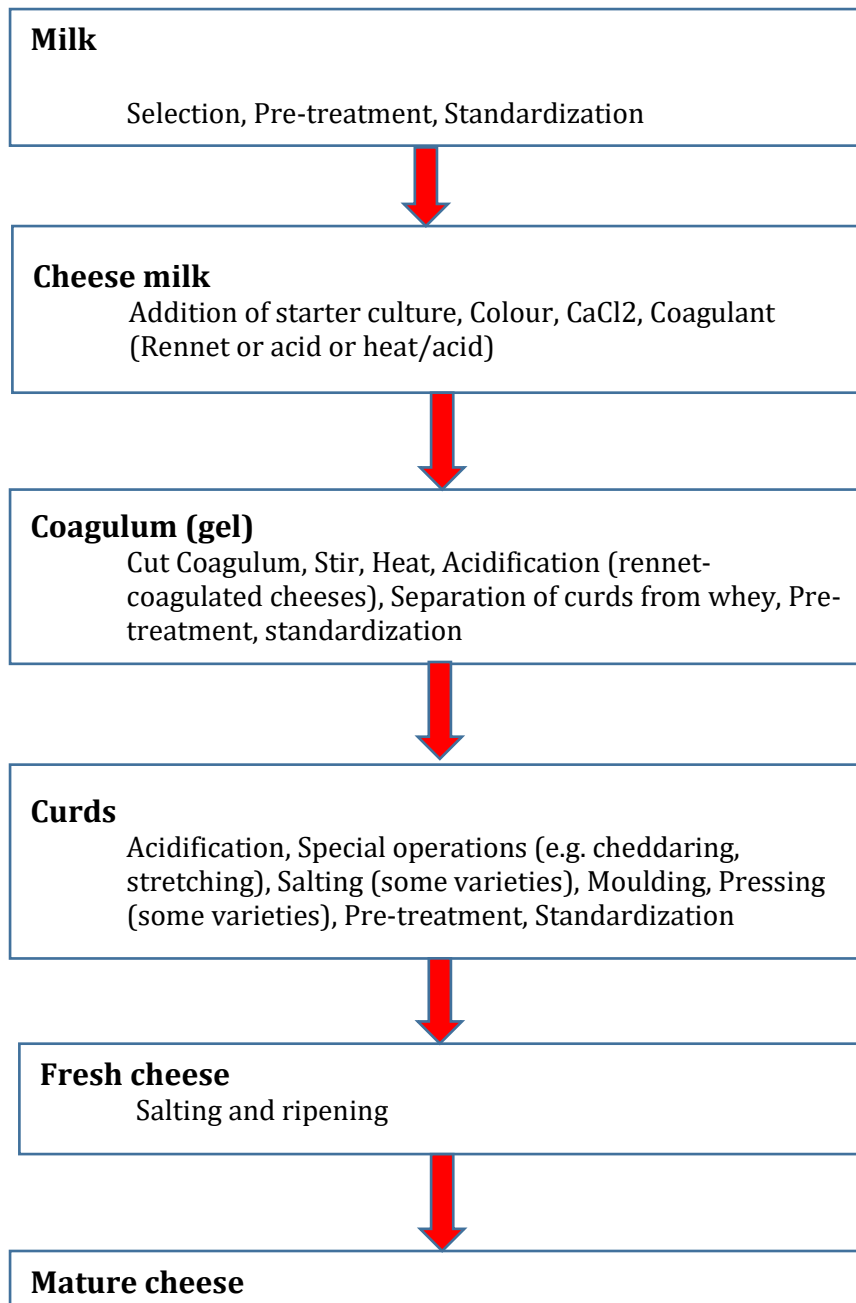 Milk
Selection, Pre-treatment, Standardization
Cheese milk
Addition of starter culture, Colour, CaCl2, Coagulant
(Rennet or acid or heat/acid)
Coagulum (gel)
Cut Coagulum, Stir, Heat, Acidification (rennet-
coagulated cheeses), Separation of curds from whey, Pre-
treatment, standardization
Curds
Acidification, Special operations (e.g. cheddaring,
stretching), Salting (some varieties), Moulding, Pressing
(some varieties), Pre-treatment, Standardization
Fresh cheese
Salting and ripening
Mature cheese